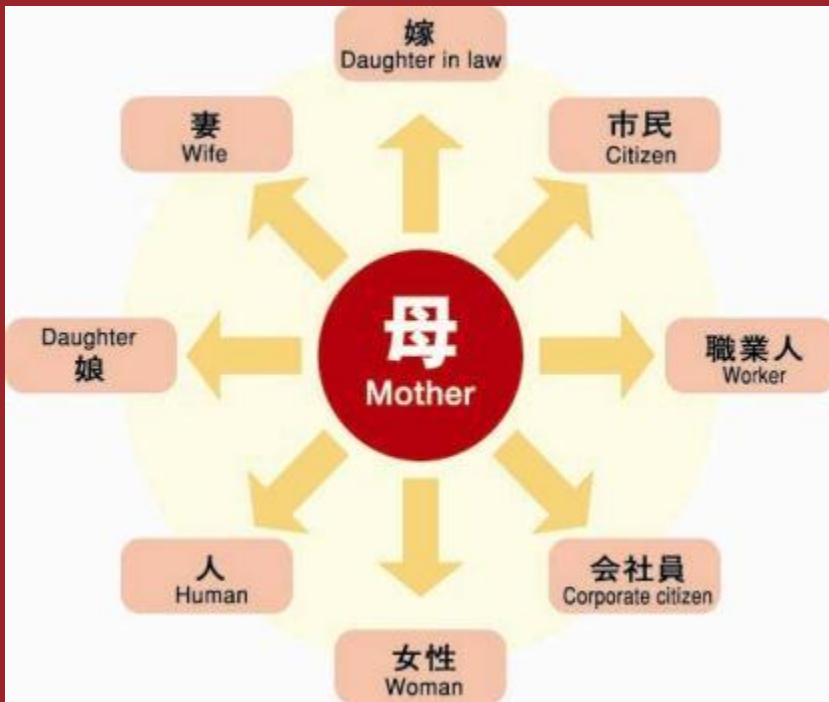 嫁
Daughter in law
妻
Wife
市民
Citizen
Daughter
娘
母
Mother
職業人
Worker
人
Human
会社員
Corporate citizen
女性
Woman